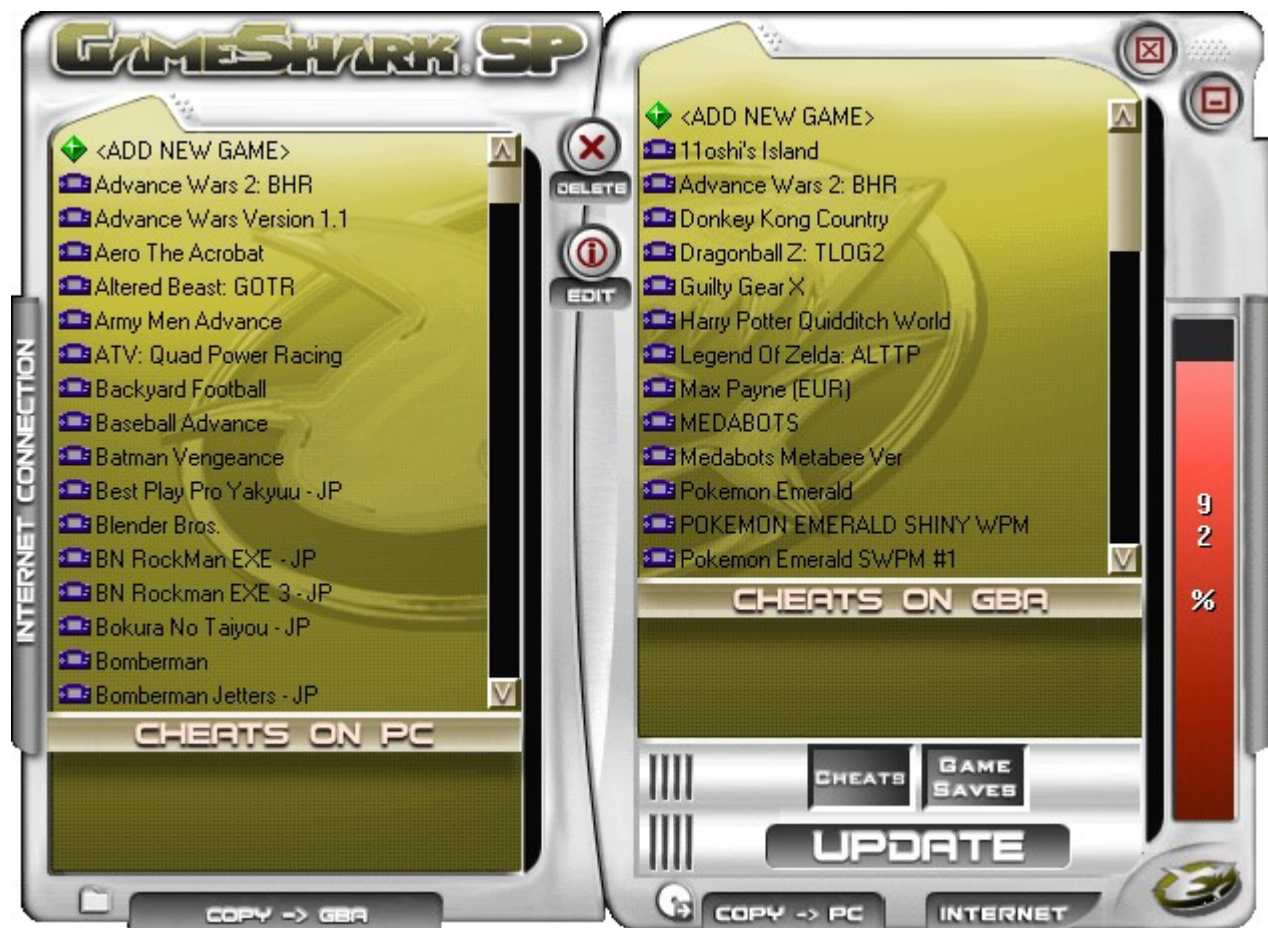 GAMESHARK. SP
INTERNET CONNECTION
<ADD NEW GAME>
Advance Wars 2: BHR
Advance Wars Version 1.1
Aero The Acrobat
Altered Beast: GOTR
Army Men Advance
ATV: Quad Power Racing
Backyard Football
Baseball Advance
Batman Vengeance
Best Play Pro Yakyuu - JP
Blender Bros.
BN RockMan EXE - JP
BN Rockman EXE 3 - JP
Bokura No Taiyou - JP
Bomberman
Bomberman Jetters - JP
CHEATS ON PC
COPY -> GBA
DELETE
EDIT
<ADD NEW GAME>
11oshi's Island
Advance Wars 2: BHR
Donkey Kong Country
Dragonball Z: TLOG2
Guilty Gear X
Harry Potter Quidditch World
Legend Of Zelda: ALTTP
Max Payne (EUR)
MEDABOTS
Medabots Metabee Ver
Pokemon Emerald
POKEMON EMERALD SHINY WPM
Pokemon Emerald SWPM #1
CHEATS ON GBA
CHEATS
GAME
SAVES
UPDATE
COPY -> PC
INTERNET
92 %